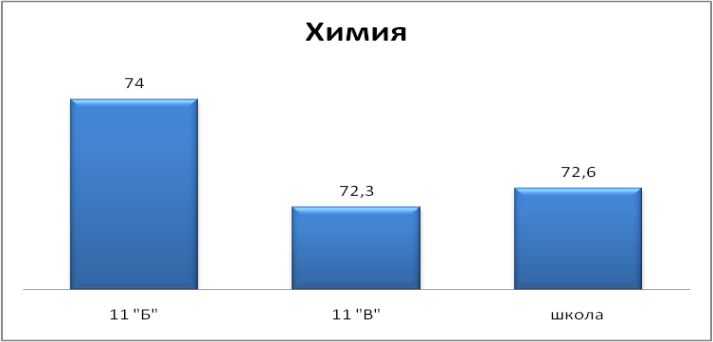 Химия
74
72,3
72,6
11 "Б"
11 "В"
школа